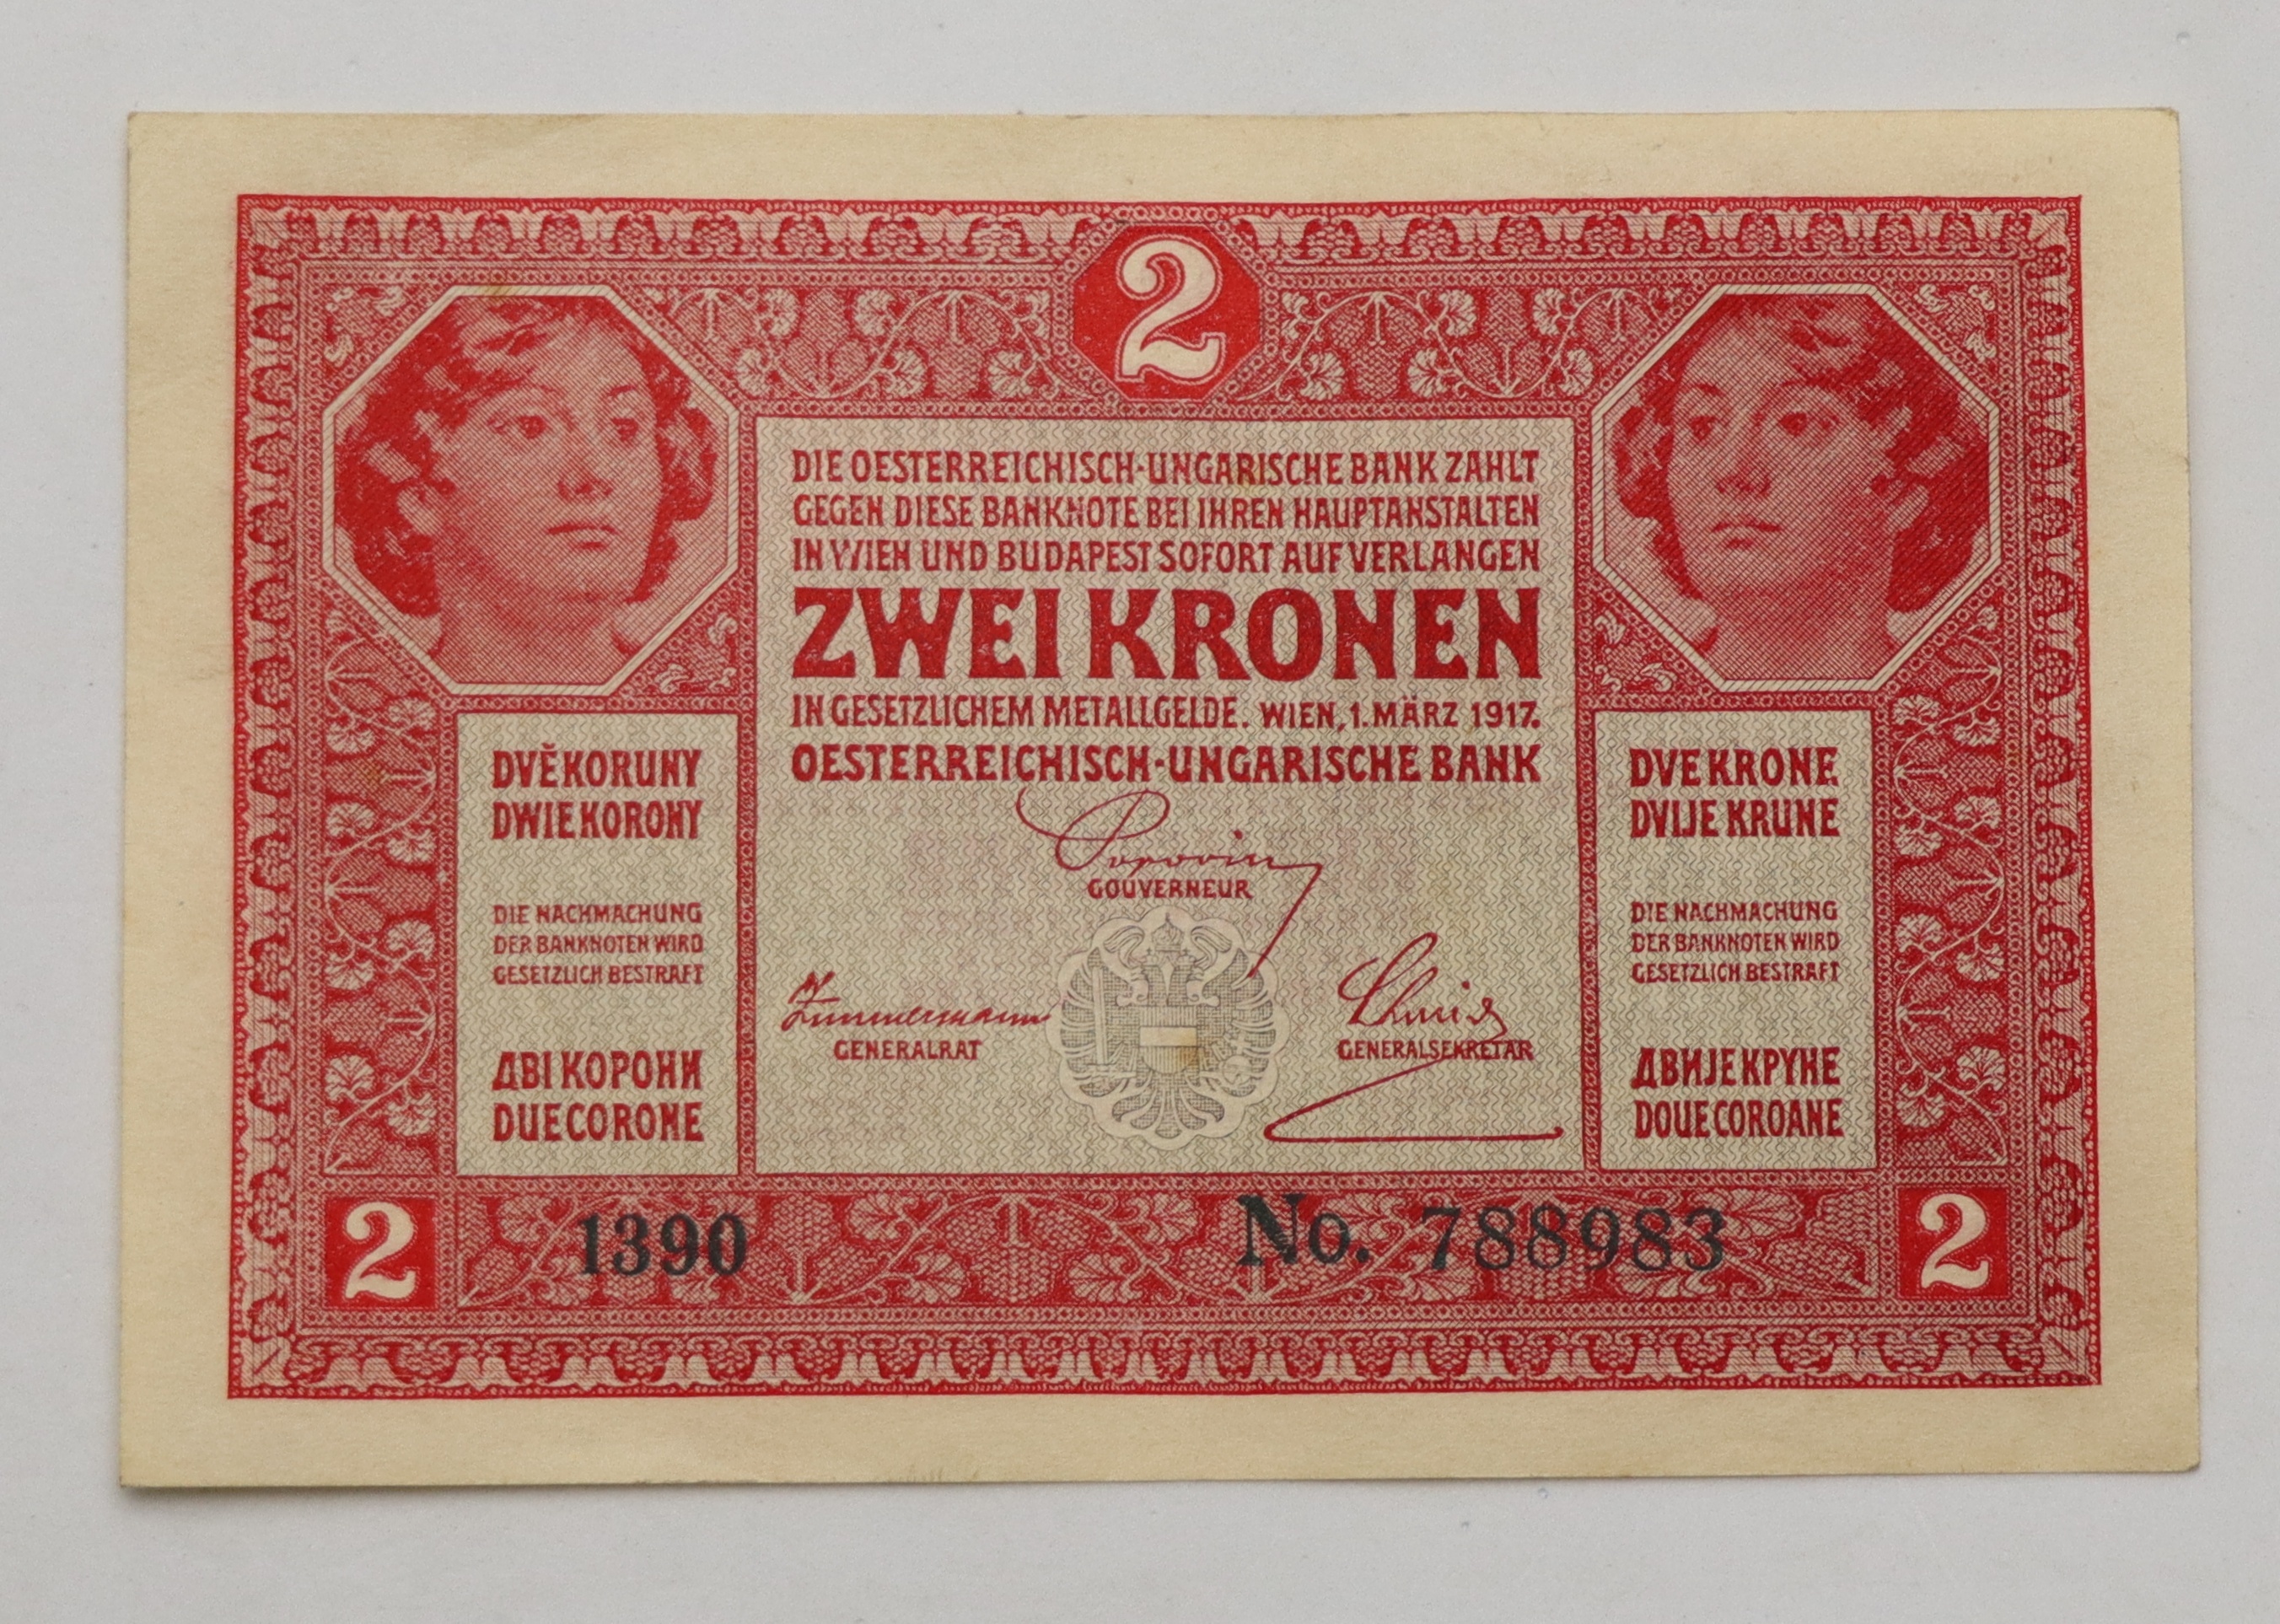 2
DIE OESTERREICHISCH-UNGARISCHE BANK ZAHLT
GEGEN DIESE BANKNOTE BEI IHREN HAUPTANSTALTEN
IN WIEN UND BUDAPEST SOFORT AUF VERLANGEN
ZWEI KRONEN
IN GESETZLICHEM METALLGELDE. WIEN, 1. MÄRZ 1917.
OESTERREICHISCH-UNGARISCHE BANK
Popovics
GOUVERNEUR
Zimmermann
GENERALRAT
Schmid
GENERALSEKRETÄR
DVĚ KORUNY
DWIE KORONY
DIE NACHMACHUNG
DER BANKNOTEN WIRD
GESETZLICH BESTRAFT
ДВІ КОРОНИ
DUE CORONE
DVE KRONE
DVIJE KRUNE
DIE NACHMACHUNG
DER BANKNOTEN WIRD
GESETZLICH BESTRAFT
ДВИЈЕ КРУНЕ
DOUE COROANE
2
1390
No. 788983
2